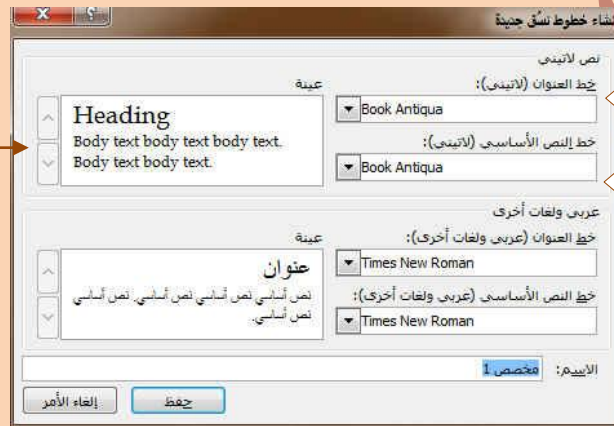 إنشاء خطوط نسُق جديدة
نص لاتيني
خط العنوان (لاتيني):
Book Antiqua
خط النص الأساسي (لاتيني):
Book Antiqua
عينة
Heading
Body text body text body text.
Body text body text.
عربي ولغات أخرى
خط العنوان (عربي ولغات أخرى):
Times New Roman
خط النص الأساسي (عربي ولغات أخرى):
Times New Roman
عينة
عنوان
نص أساسي نص أساسي نص أساسي. نص أساسي
نص أساسي.
الاسم: مخصص 1
حفظ
إلغاء الأمر